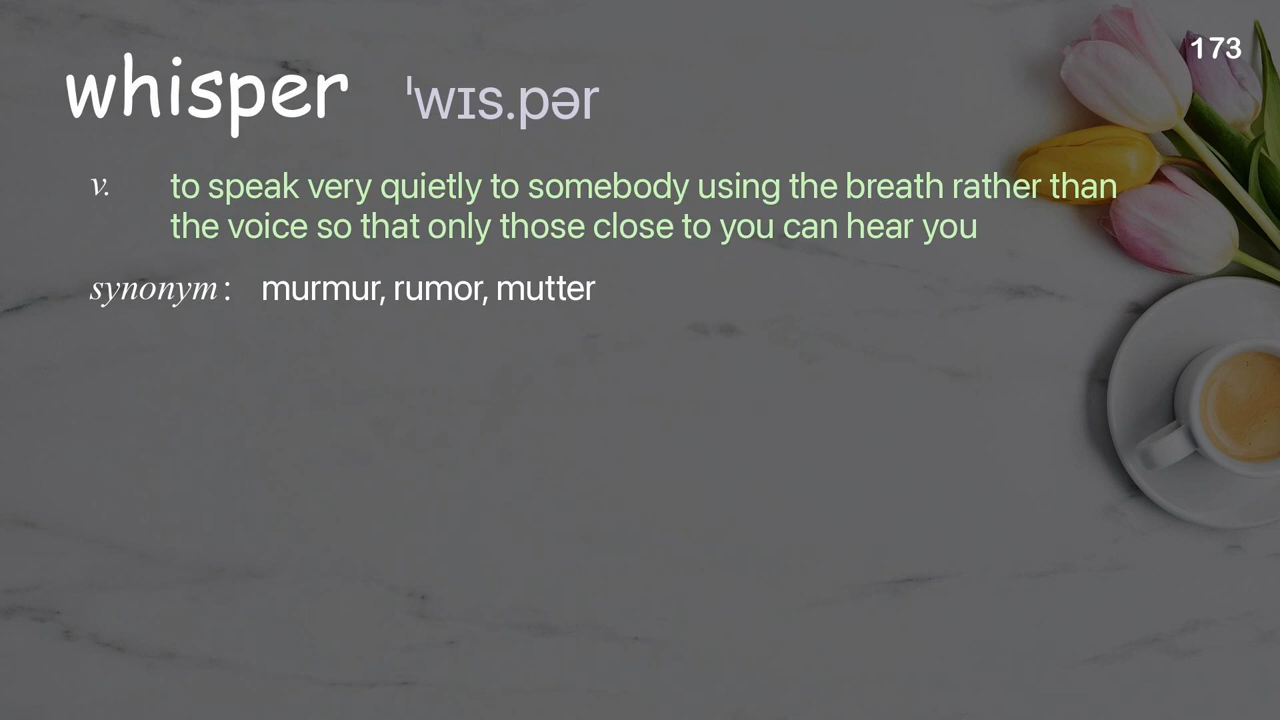 173
whisper ˈwɪs.pər
v. to speak very quietly to somebody using the breath rather than
the voice so that only those close to you can hear you
synonym : murmur, rumor, mutter